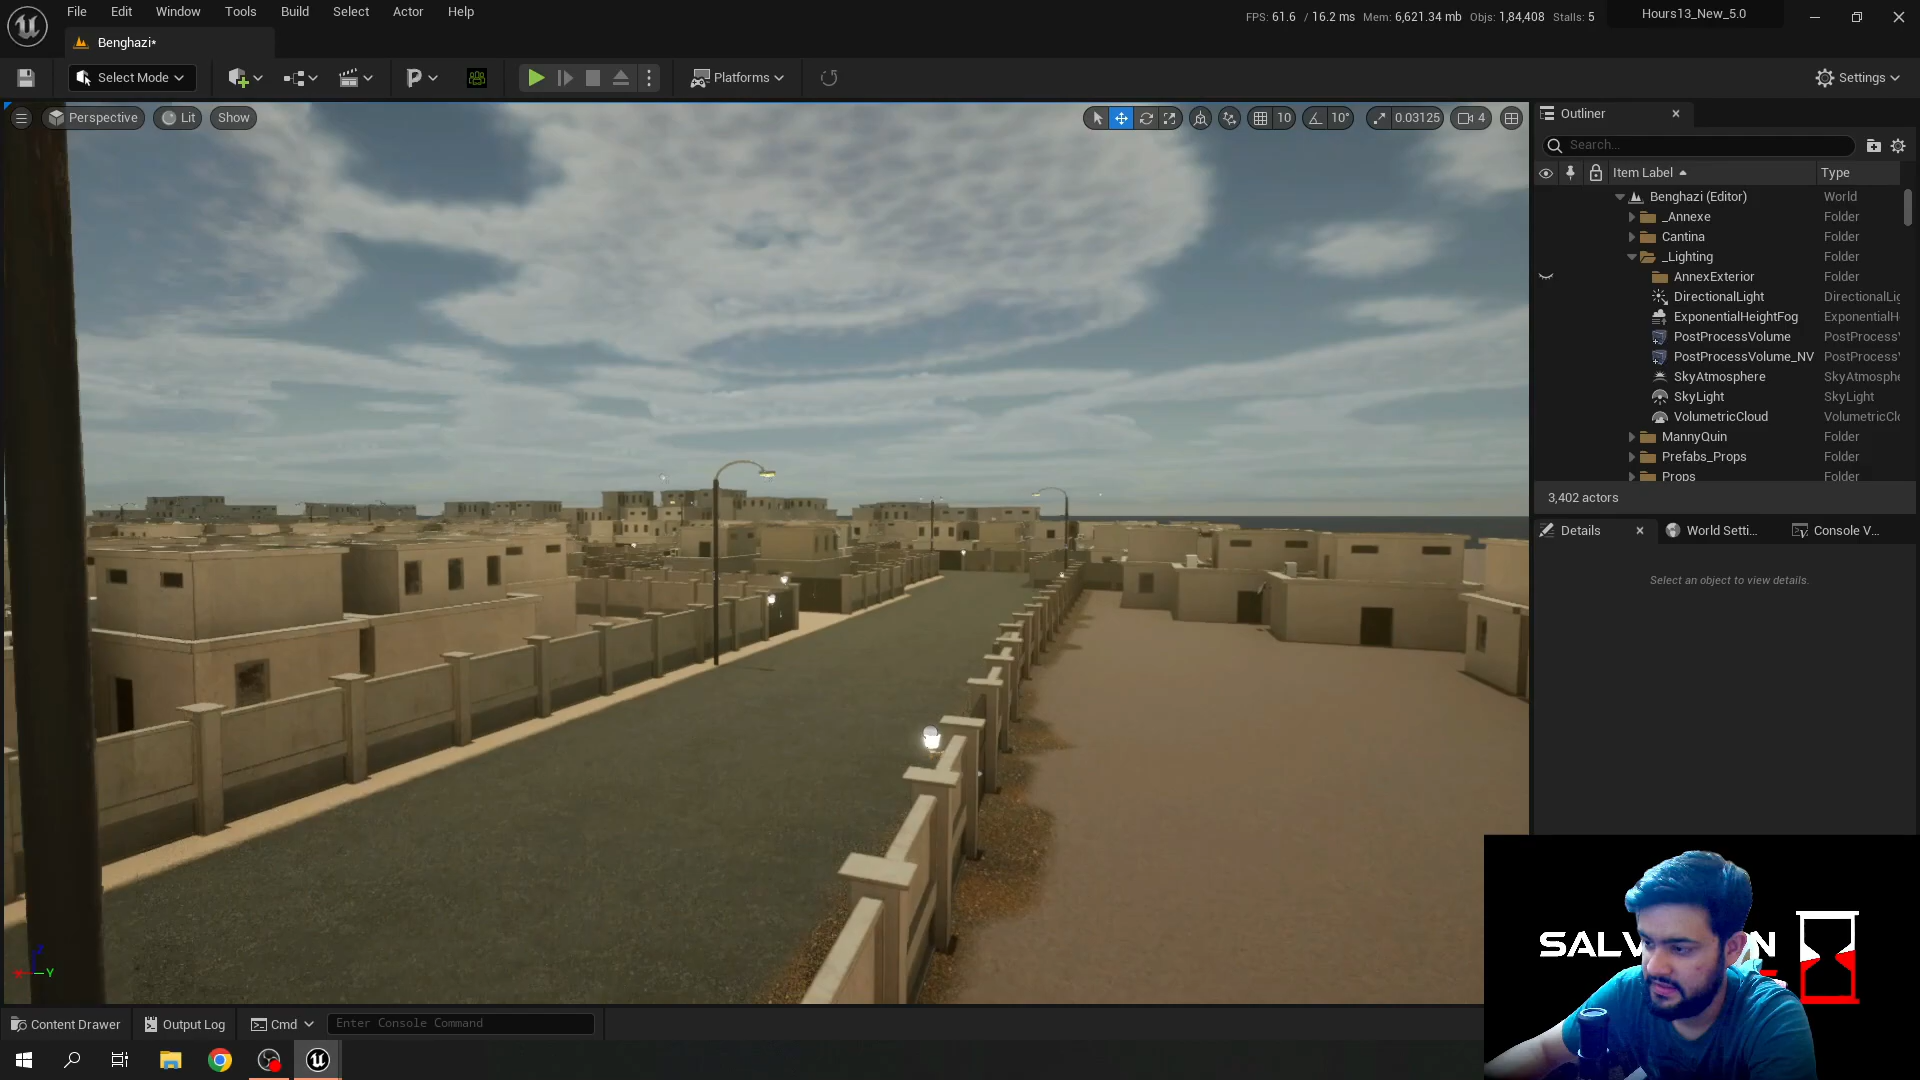 File Edit Window Tools Build Select Actor Help
FPS: 61.6 / 16.2 ms Mem: 6,621.34 mb Objs: 1,84,408 Stalls: 5
Hours13_New_5.0
Benghazi*
Select Mode
Platforms
Settings
Perspective
Lit
Show
10
10°
0.03125
4
Outliner
Search...
Item Label
Type
Benghazi (Editor) World
_Annexe Folder
Cantina Folder
_Lighting Folder
AnnexExterior Folder
DirectionalLight DirectionalLig
ExponentialHeightFog ExponentialH
PostProcessVolume PostProcessV
PostProcessVolume_NV PostProcessV
SkyAtmosphere SkyAtmosphe
SkyLight SkyLight
VolumetricCloud VolumetricClo
MannyQuin Folder
Prefabs_Props Folder
Props Folder
3,402 actors
Details
World Setti...
Console V...
Select an object to view details.
Y
Content Drawer
Output Log
Cmd
Enter Console Command